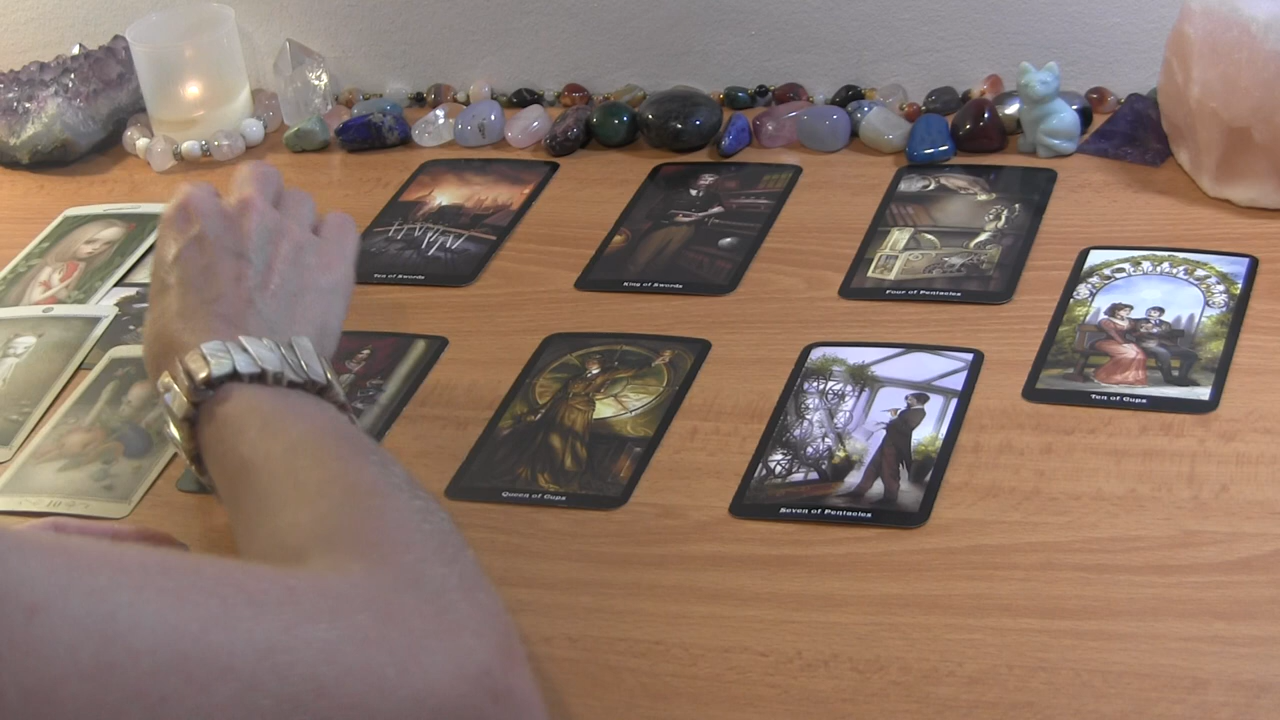 Ten of Swords
King of Swords
Four of Pentacles
Ten of Cups
Queen of Cups
Seven of Pentacles